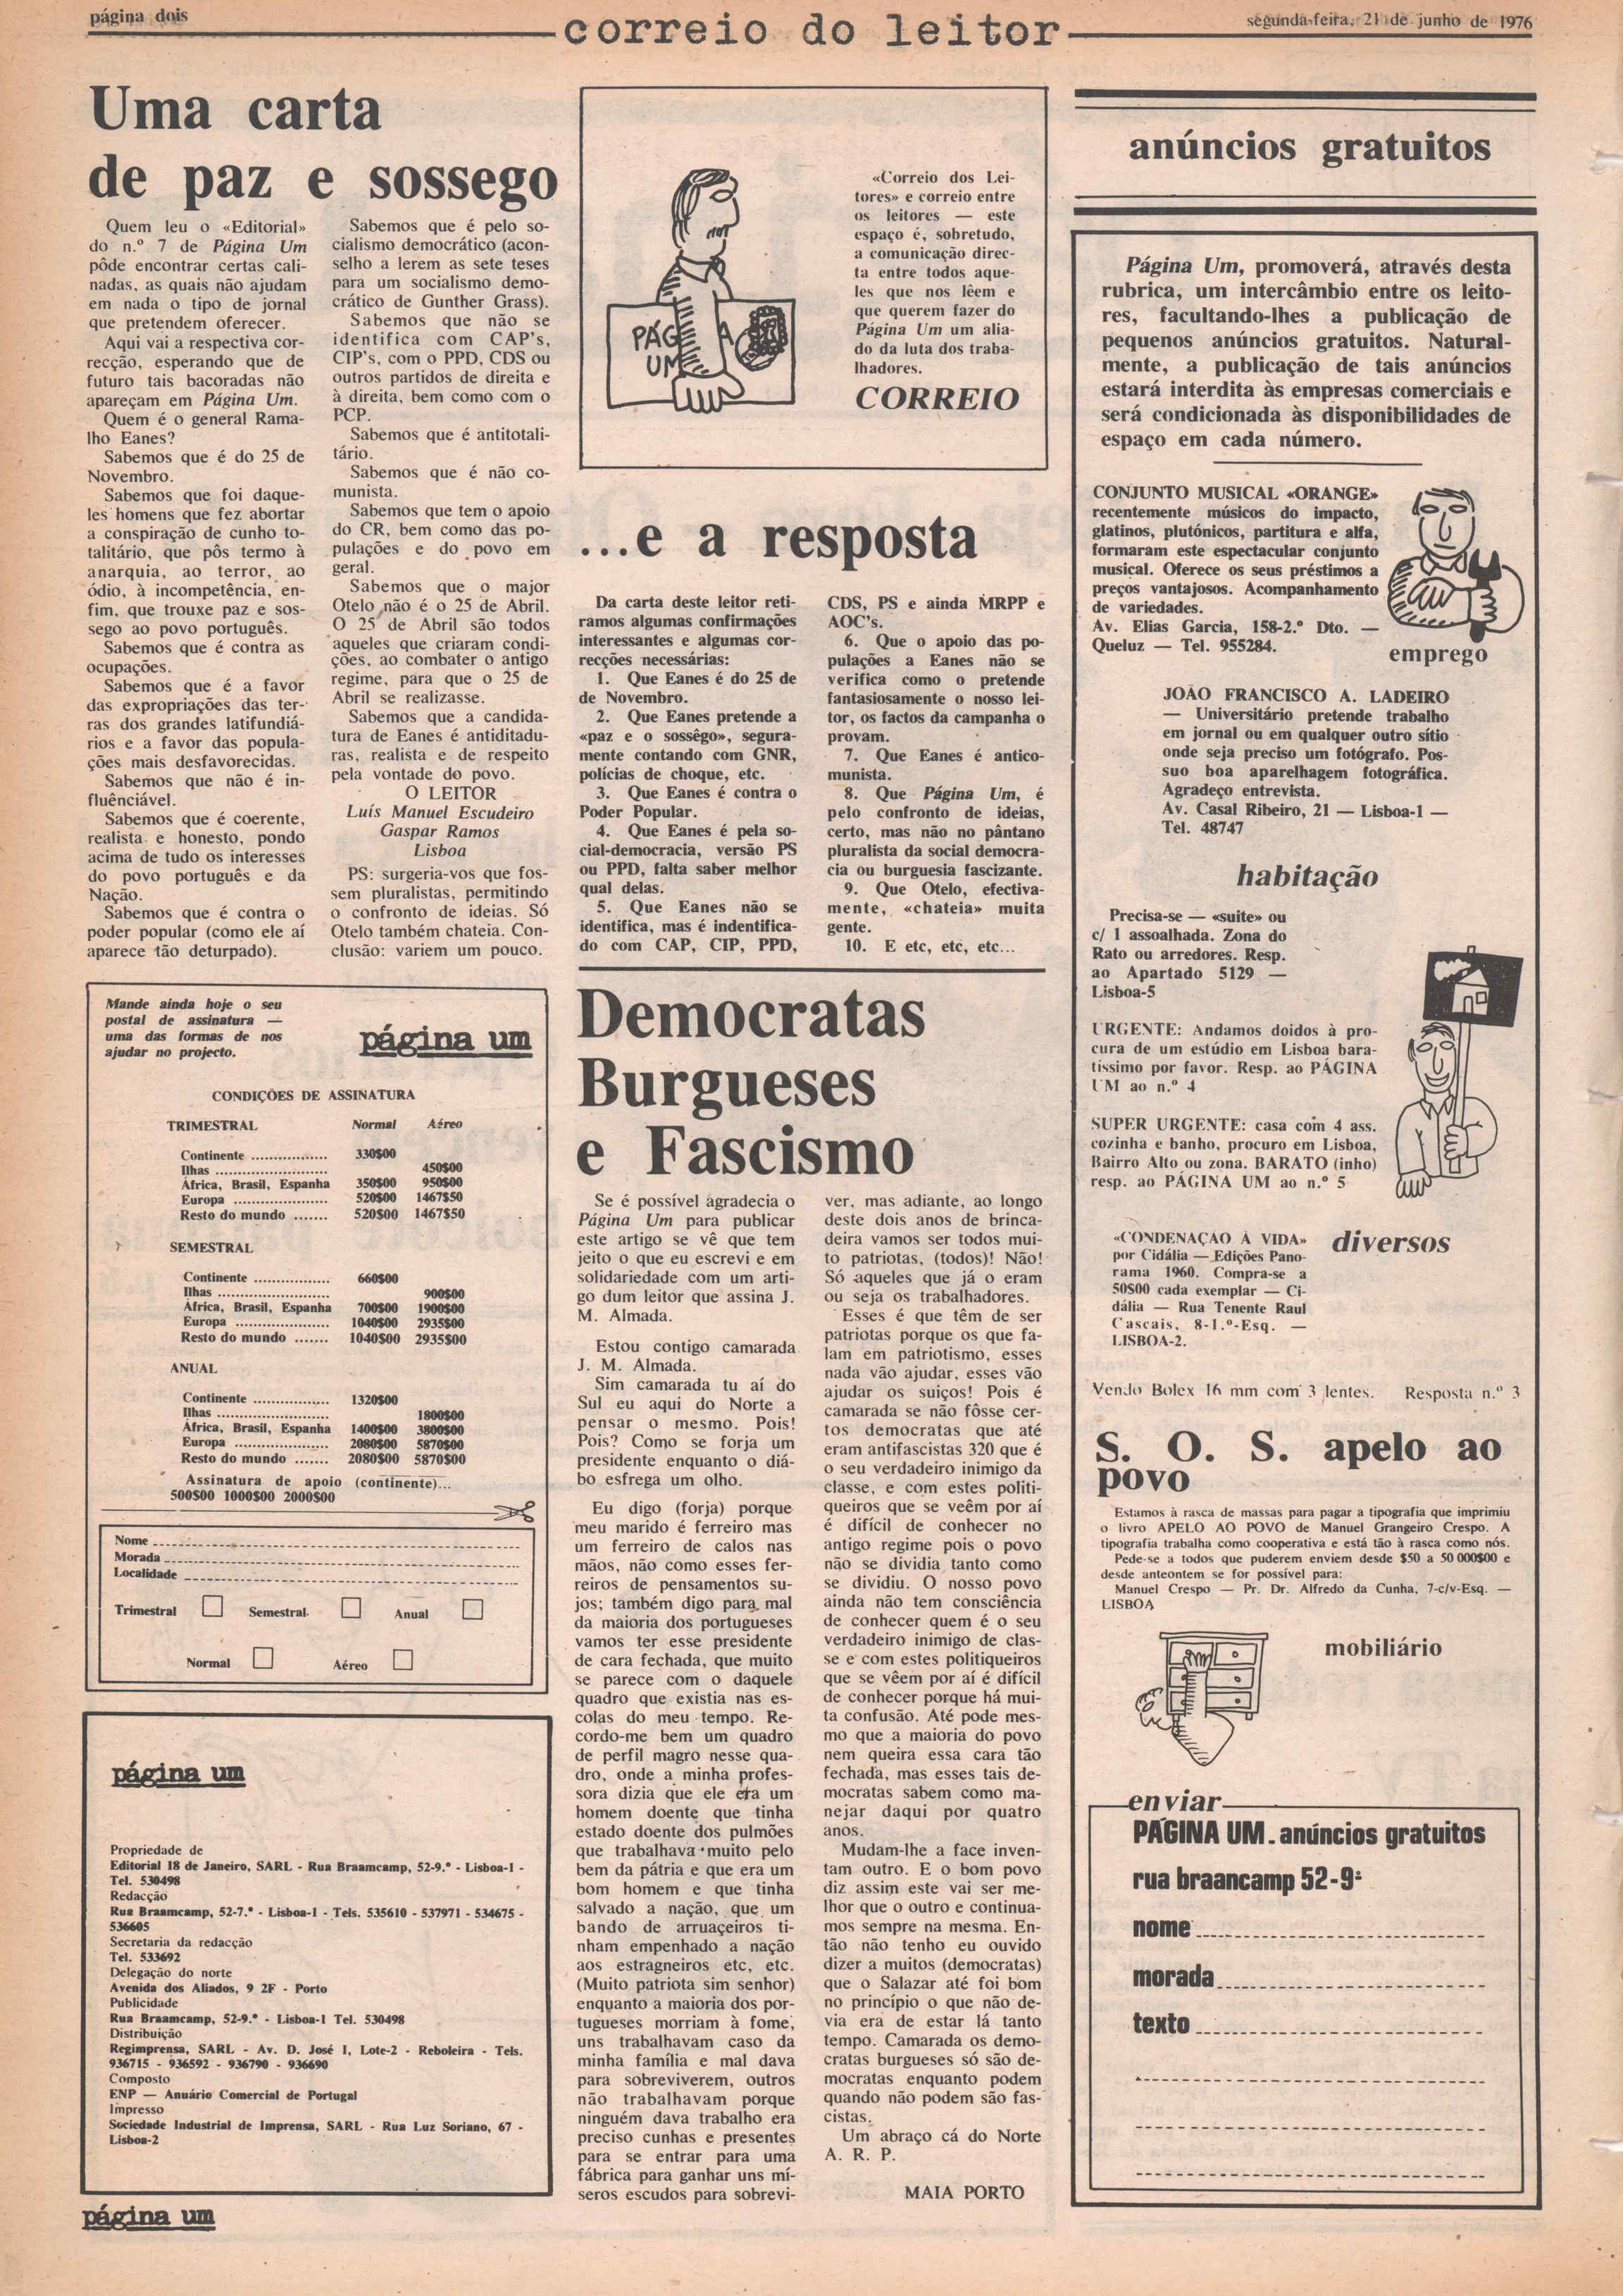 página dois
correio do leitor
segunda-feira, 21 de junho de 1976
Uma carta
de paz e sossego
Quem leu o «Editorial»
do n.º 7 de Página Um
pôde encontrar certas cali-
nadas, as quais não ajudam
em nada o tipo de jornal
que pretendem oferecer.
Aqui vai a respectiva cor-
recção, esperando que de
futuro tais bacoradas não
apareçam em Página Um.
Quem é o general Rama-
lho Eanes?
Sabemos que é do 25 de
Novembro.
Sabemos que foi daque-
les homens que fez abortar
a conspiração de cunho to-
talitário, que pôs termo à
anarquia, ao terror, ao
ódio, à incompetência, en-
fim, que trouxe paz e sos-
sego ao povo português.
Sabemos que é contra as
ocupações.
Sabemos que é a favor
das expropriações das ter-
ras dos grandes latifundiá-
rios e a favor das popula-
ções mais desfavorecidas.
Sabemos que não é in-
fluênciável.
Sabemos que é coerente,
realista e honesto, pondo
acima de tudo os interesses
do povo português e da
Nação.
Sabemos que é contra o
poder popular (como ele aí
aparece tão deturpado).
Sabemos que é pelo so-
cialismo democrático (acon-
selho a lerem as sete teses
para um socialismo demo-
crático de Gunther Grass).
Sabemos que não se
identifica com CAP's,
CIP's, com o PPD, CDS ou
outros partidos de direita e
à direita, bem como com o
PCP.
Sabemos que é antitotali-
tário.
Sabemos que é não co-
munista.
Sabemos que tem o apoio
do CR, bem como das po-
pulações e do povo em
geral.
Sabemos que o major
Otelo não é o 25 de Abril.
O 25 de Abril são todos
aqueles que criaram condi-
ções, ao combater o antigo
regime, para que o 25 de
Abril se realizasse.
Sabemos que a candida-
tura de Eanes é antiditadu-
ras, realista e de respeito
pela vontade do povo.
O LEITOR
Luís Manuel Escudeiro
Gaspar Ramos
Lisboa
PS: surgeria-vos que fos-
sem pluralistas, permitindo
o confronto de ideias. Só
Otelo também chateia. Con-
clusão: variem um pouco.
PÁG
UM
«Correio dos Lei-
tores» e correio entre
os leitores — este
espaço é, sobretudo,
a comunicação direc-
ta entre todos aque-
les que nos lêem e
que querem fazer do
Página Um um alia-
do da luta dos traba-
lhadores.
CORREIO
...e a resposta
Da carta deste leitor reti-
ramos algumas confirmações
interessantes e algumas cor-
recções necessárias:
1. Que Eanes é do 25 de
de Novembro.
2. Que Eanes pretende a
«paz e o sossêgo», segura-
mente contando com GNR,
polícias de choque, etc.
3. Que Eanes é contra o
Poder Popular.
4. Que Eanes é pela so-
cial-democracia, versão PS
ou PPD, falta saber melhor
qual delas.
5. Que Eanes não se
identifica, mas é indentifica-
do com CAP, CIP, PPD,
CDS, PS e ainda MRPP e
AOC's.
6. Que o apoio das po-
pulações a Eanes não se
verifica como o pretende
fantasiosamente o nosso lei-
tor, os factos da campanha o
provam.
7. Que Eanes é antico-
munista.
8. Que Página Um, é
pelo confronto de ideias,
certo, mas não no pântano
pluralista da social democra-
cia ou burguesia fascizante.
9. Que Otelo, efectiva-
mente, «chateia» muita
gente.
10. E etc, etc, etc...
Democratas
Burgueses
e Fascismo
Se é possível agradecia o
Página Um para publicar
este artigo se vê que tem
jeito o que eu escrevi e em
solidariedade com um arti-
go dum leitor que assina J.
M. Almada.
Estou contigo camarada
J. M. Almada.
Sim camarada tu aí do
Sul eu aqui do Norte a
pensar o mesmo. Pois!
Pois? Como se forja um
presidente enquanto o diá-
bo esfrega um olho.
Eu digo (forja) porque
meu marido é ferreiro mas
um ferreiro de calos nas
mãos, não como esses fer-
reiros de pensamentos su-
jos; também digo para mal
da maioria dos portugueses
vamos ter esse presidente
de cara fechada, que muito
se parece com o daquele
quadro que existia nas es-
colas do meu tempo. Re-
cordo-me bem um quadro
de perfil magro nesse qua-
dro, onde a minha profes-
sora dizia que ele era um
homem doente que tinha
estado doente dos pulmões
que trabalhava muito pelo
bem da pátria e que era um
bom homem e que tinha
salvado a nação, que um
bando de arruaçeiros ti-
nham empenhado a nação
aos estragneiros etc, etc.
(Muito patriota sim senhor)
enquanto a maioria dos por-
tugueses morriam à fome,
uns trabalhavam caso da
minha família e mal dava
para sobreviverem, outros
não trabalhavam porque
ninguém dava trabalho era
preciso cunhas e presentes
para se entrar para uma
fábrica para ganhar uns mí-
seros escudos para sobrevi-
ver, mas adiante, ao longo
deste dois anos de brinca-
deira vamos ser todos mui-
to patriotas, (todos)! Não!
Só aqueles que já o eram
ou seja os trabalhadores.
Esses é que têm de ser
patriotas porque os que fa-
lam em patriotismo, esses
nada vão ajudar, esses vão
ajudar os suiços! Pois é
camarada se não fôsse cer-
tos democratas que até
eram antifascistas 320 que é
o seu verdadeiro inimigo da
classe, e com estes politi-
queiros que se veêm por aí
é difícil de conhecer no
antigo regime pois o povo
não se dividia tanto como
se dividiu. O nosso povo
ainda não tem consciência
de conhecer quem é o seu
verdadeiro inimigo de clas-
se e com estes politiqueiros
que se vêem por aí é difícil
de conhecer porque há mui-
ta confusão. Até pode mes-
mo que a maioria do povo
nem queira essa cara tão
fechada, mas esses tais de-
mocratas sabem como ma-
nejar daqui por quatro
anos.
Mudam-lhe a face inven-
tam outro. E o bom povo
diz assim este vai ser me-
lhor que o outro e continua-
mos sempre na mesma. En-
tão não tenho eu ouvido
dizer a muitos (democratas)
que o Salazar até foi bom
no princípio o que não de-
via era de estar lá tanto
tempo. Camarada os demo-
cratas burgueses só são de-
mocratas enquanto podem
quando não podem são fas-
cistas.
Um abraço cá do Norte
A. R. P.
MAIA PORTO
Mande ainda hoje o seu
postal de assinatura —
uma das formas de nos
ajudar no projecto.
página um
CONDIÇÕES DE ASSINATURA
TRIMESTRAL Normal Aéreo
Continente ................ 330$00
Ilhas ........................ 450$00
África, Brasil, Espanha 350$00 950$00
Europa .................... 520$00 1467$50
Resto do mundo ....... 520$00 1467$50
SEMESTRAL
Continente ................ 660$00
Ilhas ........................ 900$00
África, Brasil, Espanha 700$00 1900$00
Europa .................... 1040$00 2935$00
Resto do mundo ....... 1040$00 2935$00
ANUAL
Continente ................ 1320$00
Ilhas ........................ 1800$00
África, Brasil, Espanha 1400$00 3800$00
Europa .................... 2080$00 5870$00
Resto do mundo ....... 2080$00 5870$00
Assinatura de apoio (continente)...
500$00 1000$00 2000$00
Nome
Morada
Localidade
Trimestral Semestral Anual
Normal Aéreo
página um
Propriedade de
Editorial 18 de Janeiro, SARL - Rua Braamcamp, 52-9.º - Lisboa-1 -
Tel. 530498
Redacção
Rua Braamcamp, 52-7.º - Lisboa-1 - Tels. 535610 - 537971 - 534675 -
536605
Secretaria da redacção
Tel. 533692
Delegação do norte
Avenida dos Aliados, 9 2F - Porto
Publicidade
Rua Braamcamp, 52-9.º - Lisboa-1 Tel. 530498
Distribuição
Regimprensa, SARL - Av. D. José I, Lote-2 - Reboleira - Tels.
936715 - 936592 - 936790 - 936690
Composto
ENP — Anuário Comercial de Portugal
Impresso
Sociedade Industrial de Imprensa, SARL - Rua Luz Soriano, 67 -
Lisboa-2
página um
anúncios gratuitos
Página Um, promoverá, através desta
rubrica, um intercâmbio entre os leito-
res, facultando-lhes a publicação de
pequenos anúncios gratuitos. Natural-
mente, a publicação de tais anúncios
estará interdita às empresas comerciais e
será condicionada às disponibilidades de
espaço em cada número.
CONJUNTO MUSICAL «ORANGE»
recentemente músicos do impacto,
glatinos, plutónicos, partitura e alfa,
formaram este espectacular conjunto
musical. Oferece os seus préstimos a
preços vantajosos. Acompanhamento
de variedades.
Av. Elias Garcia, 158-2.º Dto. —
Queluz — Tel. 955284.
emprego
JOÃO FRANCISCO A. LADEIRO
— Universitário pretende trabalho
em jornal ou em qualquer outro sítio
onde seja preciso um fotógrafo. Pos-
suo boa aparelhagem fotográfica.
Agradeço entrevista.
Av. Casal Ribeiro, 21 — Lisboa-1 —
Tel. 48747
habitação
Precisa-se — «suite» ou
c/ 1 assoalhada. Zona do
Rato ou arredores. Resp.
ao Apartado 5129 —
Lisboa-5
URGENTE: Andamos doidos à pro-
cura de um estúdio em Lisboa bara-
tíssimo por favor. Resp. ao PÁGINA
UM ao n.º 4
SUPER URGENTE: casa com 4 ass.
cozinha e banho, procuro em Lisboa,
Bairro Alto ou zona. BARATO (inho)
resp. ao PÁGINA UM ao n.º 5
«CONDENAÇÃO À VIDA»
por Cidália — Edições Pano-
rama 1960. Compra-se a
50$00 cada exemplar — Ci-
dália — Rua Tenente Raul
Cascais, 8-1.º-Esq. —
LISBOA-2.
diversos
Vendo Bolex 16 mm com 3 lentes. Resposta n.º 3
S. O. S. apelo ao
povo
Estamos à rasca de massas para pagar a tipografia que imprimiu
o livro APELO AO POVO de Manuel Grangeiro Crespo. A
tipografia trabalha como cooperativa e está tão à rasca como nós.
Pede-se a todos que puderem enviem desde $50 a 50 000$00 e
desde anteontem se for possível para:
Manuel Crespo — Pr. Dr. Alfredo da Cunha, 7-c/v-Esq. —
LISBOA
mobiliário
enviar
PÁGINA UM - anúncios gratuitos
rua braancamp 52-9º
nome
morada
texto